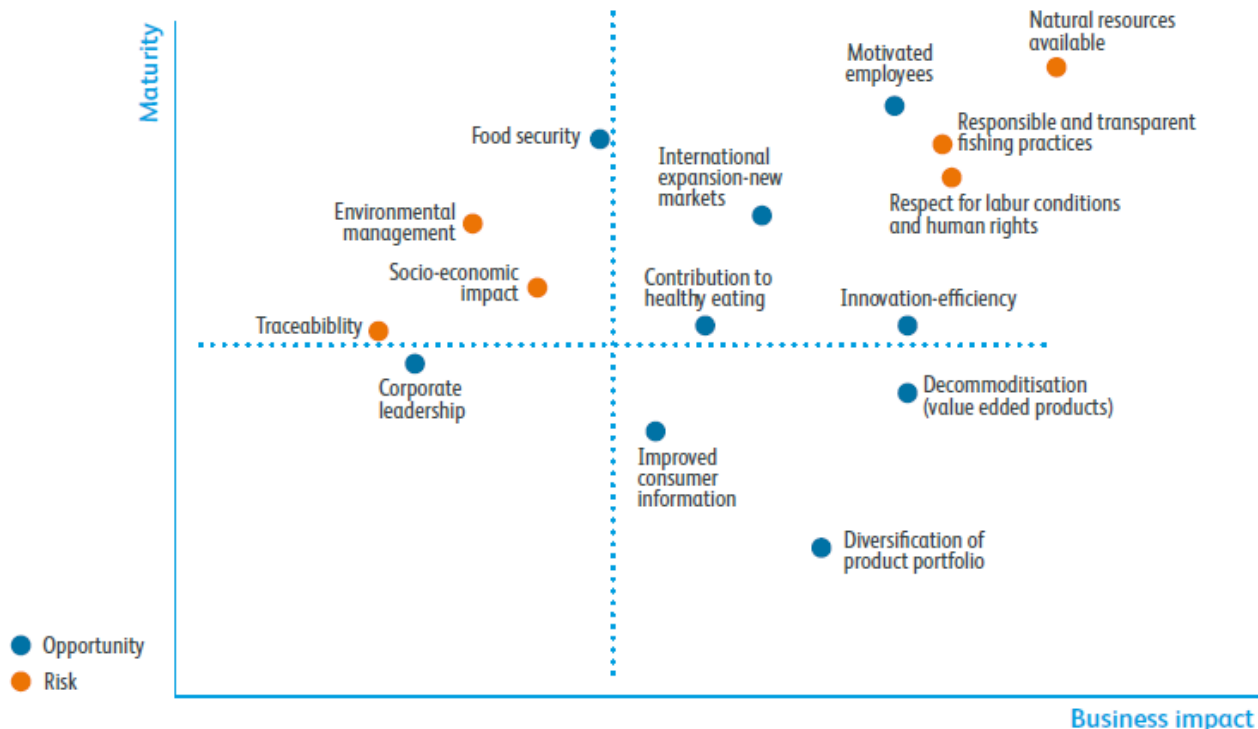 Maturity
Natural resources
available
Motivated
employees
Food security
Responsible and transparent
fishing practices
International
expansion-new
markets
Respect for labur conditions
and human rights
Environmental
management
Socio-economic
impact
Contribution to
healthy eating
Innovation-efficiency
Traceabiblity
Corporate
leadership
Decommoditisation
(value edded products)
Improved
consumer
information
Diversification of
product portfolio
Opportunity
Risk
Business impact